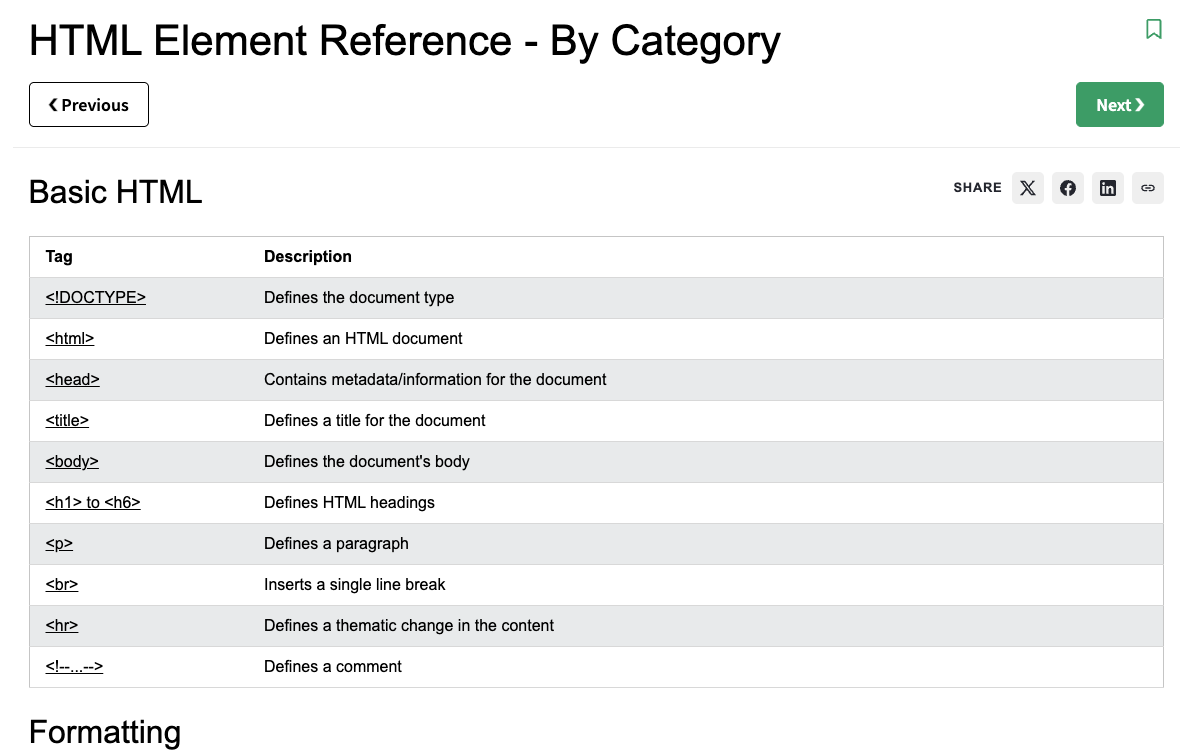 HTML Element Reference - By Category
❮ Previous
Next ❯
Basic HTML
SHARE
Tag Description
<!DOCTYPE> Defines the document type
<html> Defines an HTML document
<head> Contains metadata/information for the document
<title> Defines a title for the document
<body> Defines the document's body
<h1> to <h6> Defines HTML headings
<p> Defines a paragraph
<br> Inserts a single line break
<hr> Defines a thematic change in the content
<!--...--> Defines a comment
Formatting